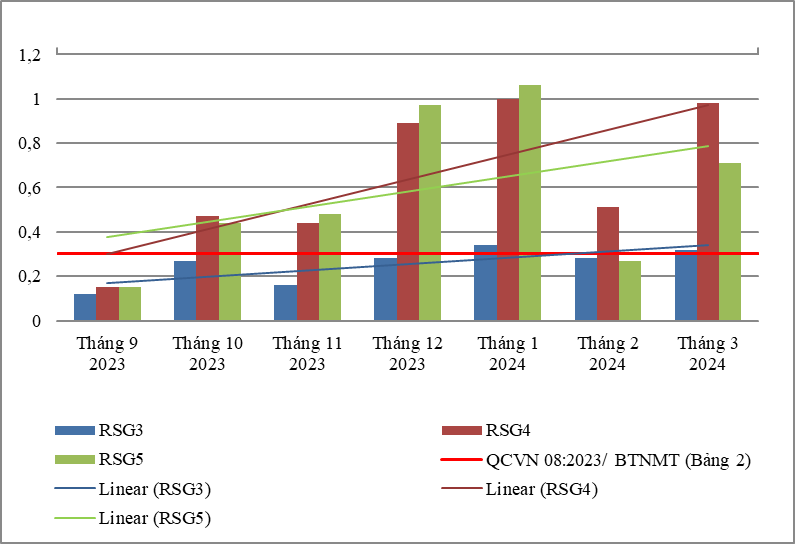 1,2
1
0,8
0,6
0,4
0,2
0
Tháng 9
2023
Tháng 10
2023
Tháng 11
2023
Tháng 12
2023
Tháng 1
2024
Tháng 2
2024
Tháng 3
2024
RSG3
RSG4
RSG5
QCVN 08:2023/ BTNMT (Bảng 2)
Linear (RSG3)
Linear (RSG4)
Linear (RSG5)